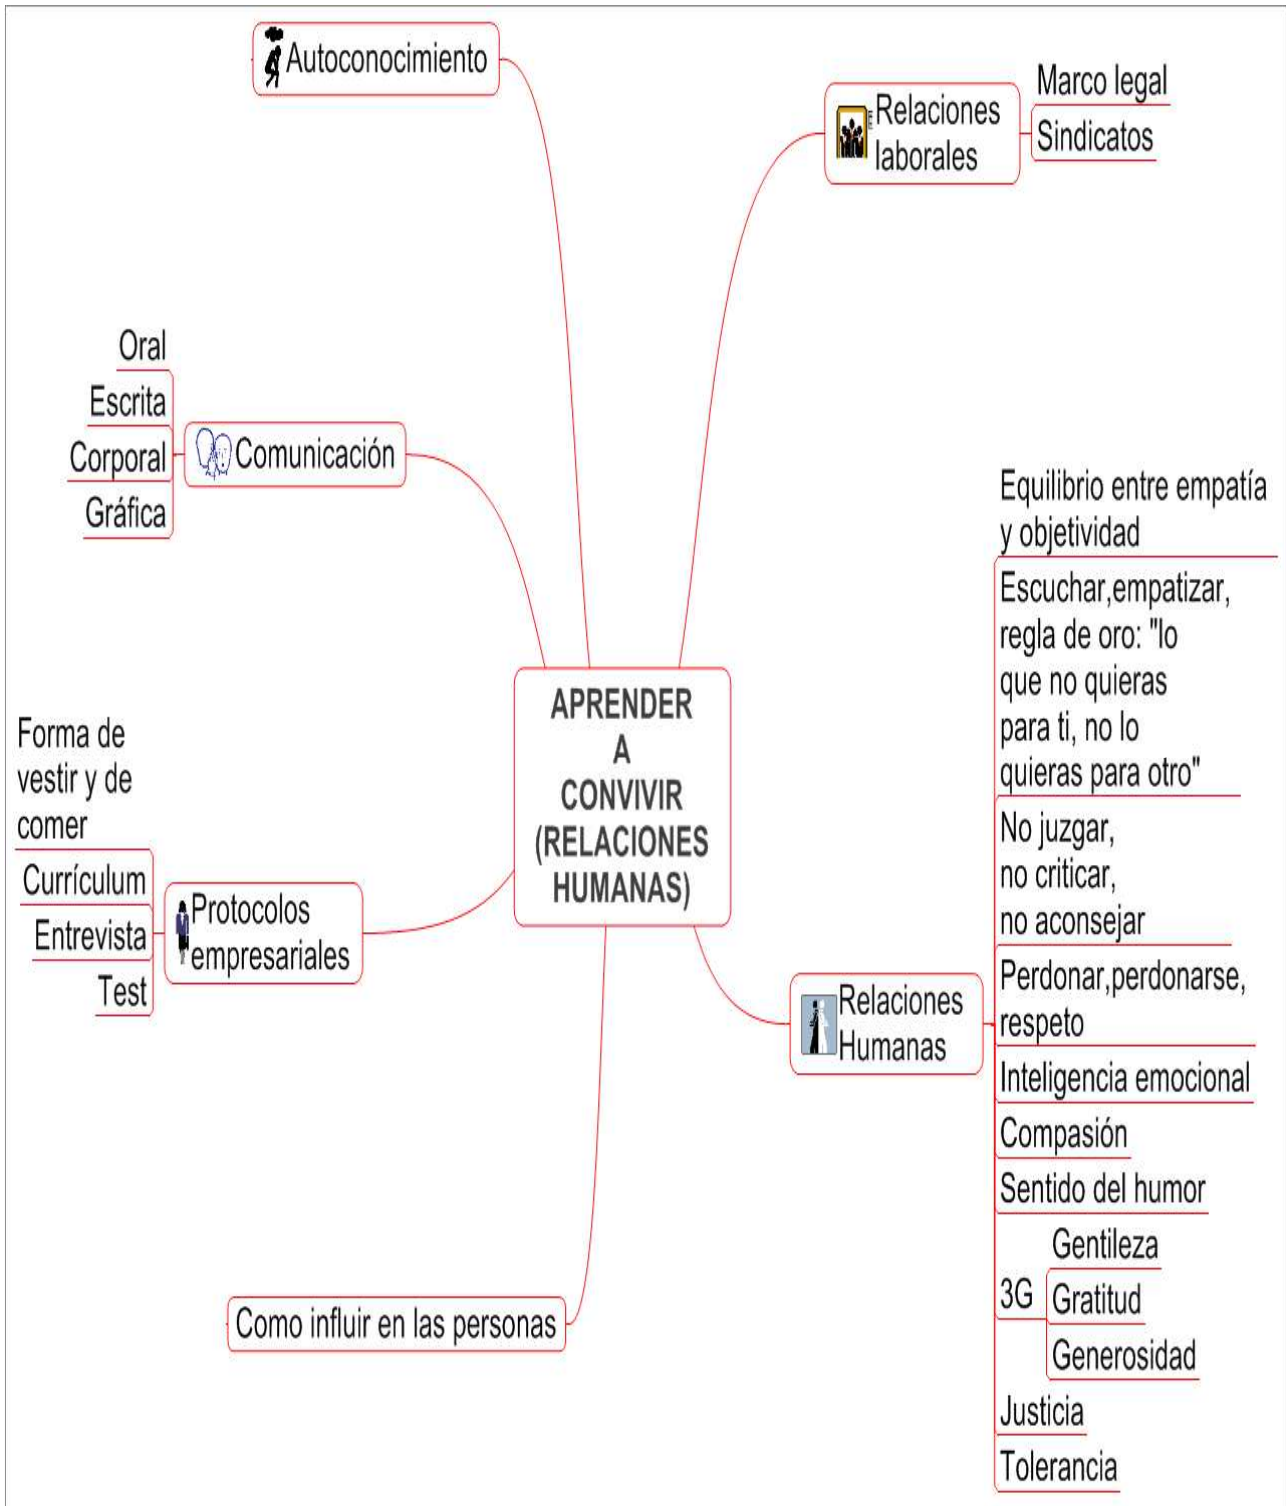 Autoconocimiento
Relaciones
laborales
Marco legal
Sindicatos
Oral
Escrita
Corporal
Gráfica
Comunicación
APRENDER
A
CONVIVIR
(RELACIONES
HUMANAS)
Forma de
vestir y de
comer
Currículum
Entrevista
Test
Protocolos
empresariales
Como influir en las personas
Relaciones
Humanas
Equilibrio entre empatía
y objetividad
Escuchar,empatizar,
regla de oro: "lo
que no quieras
para ti, no lo
quieras para otro"
No juzgar,
no criticar,
no aconsejar
Perdonar,perdonarse,
respeto
Inteligencia emocional
Compasión
Sentido del humor
3G
Gentileza
Gratitud
Generosidad
Justicia
Tolerancia